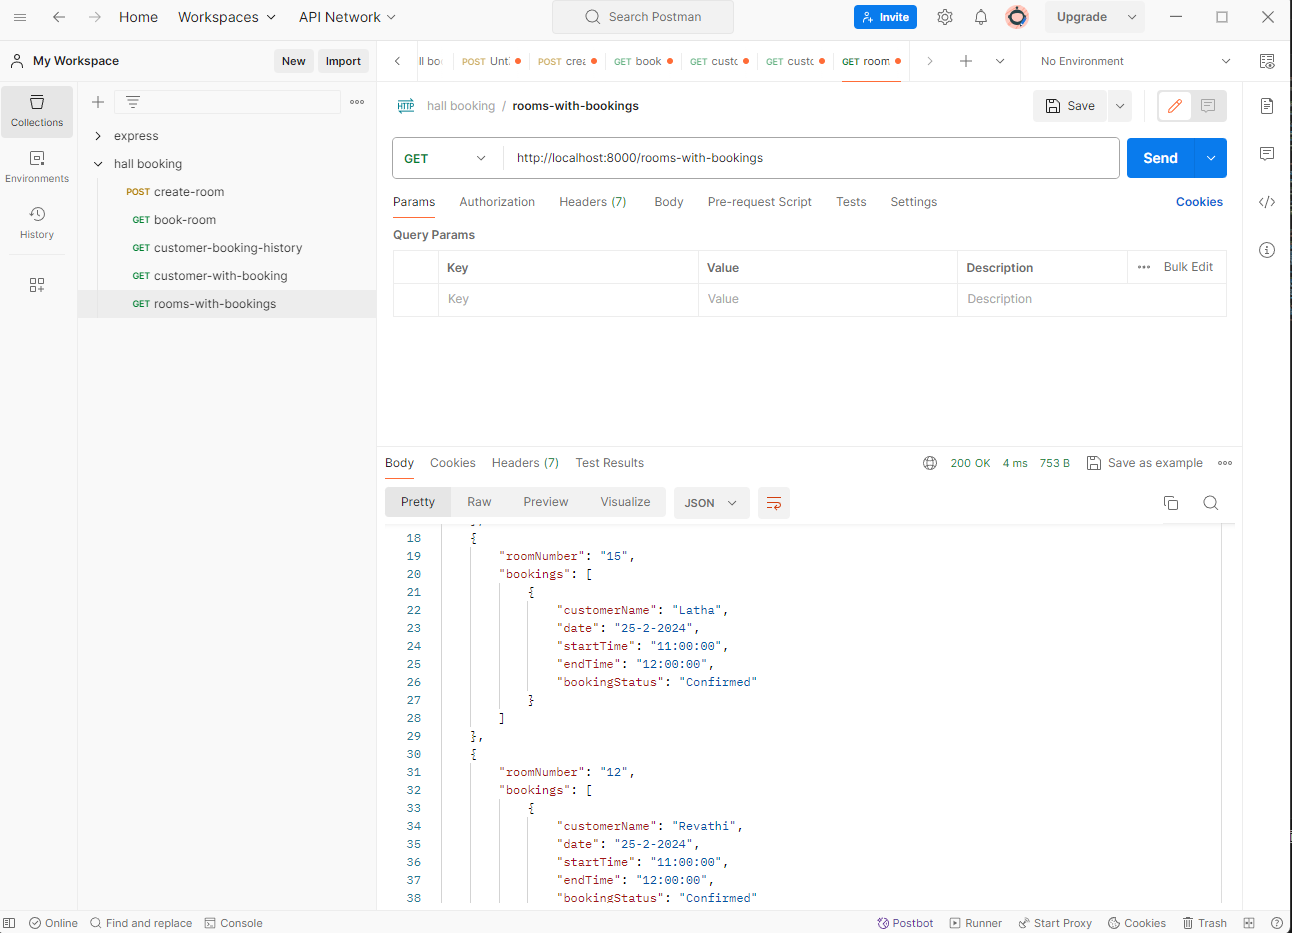 Home Workspaces API Network Search Postman Invite Upgrade
My Workspace New Import
ll bo POST Unt POST crea GET book GET custo GET custo GET room No Environment
Collections
Environments
History
express
hall booking
POST create-room
GET book-room
GET customer-booking-history
GET customer-with-booking
GET rooms-with-bookings
HTTP hall booking / rooms-with-bookings Save
GET http://localhost:8000/rooms-with-bookings Send
Params Authorization Headers (7) Body Pre-request Script Tests Settings Cookies
Query Params
Key Value Description Bulk Edit
Key Value Description
Body Cookies Headers (7) Test Results 200 OK 4 ms 753 B Save as example
Pretty Raw Preview Visualize JSON
18 {
19 "roomNumber": "15",
20 "bookings": [
21 {
22 "customerName": "Latha",
23 "date": "25-2-2024",
24 "startTime": "11:00:00",
25 "endTime": "12:00:00",
26 "bookingStatus": "Confirmed"
27 }
28 ]
29 },
30 {
31 "roomNumber": "12",
32 "bookings": [
33 {
34 "customerName": "Revathi",
35 "date": "25-2-2024",
36 "startTime": "11:00:00",
37 "endTime": "12:00:00",
38 "bookingStatus": "Confirmed"
Online Find and replace Console Postbot Runner Start Proxy Cookies Trash